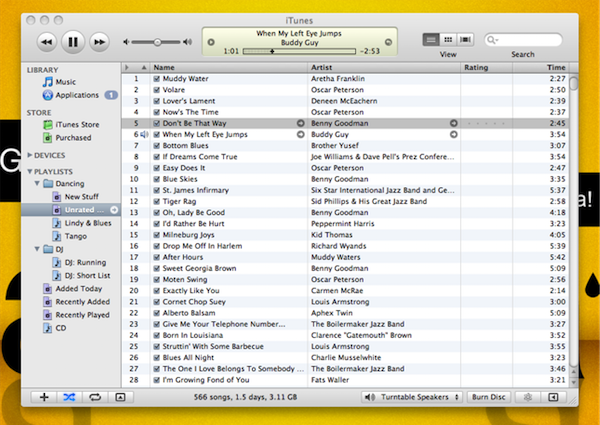 iTunes
When My Left Eye Jumps
Buddy Guy
1:01 -2:53
View Search
LIBRARY
Music
Applications 1
STORE
iTunes Store
Purchased
DEVICES
PLAYLISTS
Dancing
New Stuff
Unrated ...
Lindy & Blues
Tango
DJ
DJ: Running
DJ: Short List
Added Today
Recently Added
Recently Played
CD
Name Artist Rating Time
1 Muddy Water Aretha Franklin 2:27
2 Volare Oscar Peterson 2:50
3 Lover's Lament Deneen McEachern 2:39
4 Now's The Time Oscar Peterson 2:37
5 Don't Be That Way Benny Goodman 2:45
6 When My Left Eye Jumps Buddy Guy 3:54
7 Bottom Blues Brother Yusef 3:07
8 If Dreams Come True Joe Williams & Dave Pell's Prez Confere... 3:19
9 Easy Does It Oscar Peterson 2:46
10 Blue Skies Benny Goodman 3:35
11 St. James Infirmary Six Star International Jazz Band and Ge... 3:36
12 Tiger Rag Sid Phillips & His Great Jazz Band 2:58
13 Oh, Lady Be Good Benny Goodman 4:18
14 I'd Rather Be Hurt Peppermint Harris 3:23
15 Milneburg Joys Kid Thomas 4:05
16 Drop Me Off In Harlem Richard Wyands 3:39
17 After Hours Muddy Waters 5:42
18 Sweet Georgia Brown Benny Goodman 5:09
19 Moten Swing Oscar Peterson 2:56
20 Exactly Like You Carmen McRae 2:14
21 Cornet Chop Suey Louis Armstrong 3:00
22 Alberto Balsam Aphex Twin 5:09
23 Give Me Your Telephone Number... The Boilermaker Jazz Band 3:27
24 Born In Louisiana Clarence "Gatemouth" Brown 3:52
25 Struttin' With Some Barbecue Louis Armstrong 3:55
26 Blues All Night Charlie Musselwhite 3:23
27 The One I Love Belongs To Somebody ... The Boilermaker Jazz Band 3:46
28 I'm Growing Fond of You Fats Waller 3:21
566 songs, 1.5 days, 3.11 GB
Turntable Speakers
Burn Disc
G
a!